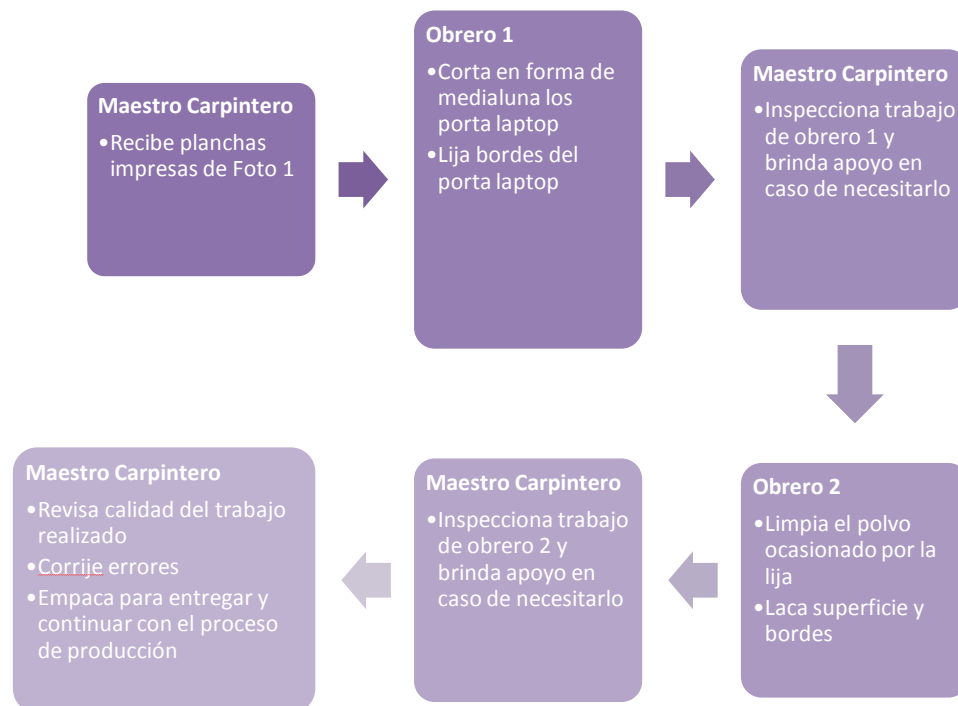 Maestro Carpintero
•Recibe planchas
impresas de Foto 1
Obrero 1
•Corta en forma de
medialuna los
porta laptop
•Lija bordes del
porta laptop
Maestro Carpintero
•Inspecciona trabajo
de obrero 1 y
brinda apoyo en
caso de necesitarlo
Obrero 2
•Limpia el polvo
ocasionado por la
lija
•Laca superficie y
bordes
Maestro Carpintero
•Inspecciona trabajo
de obrero 2 y
brinda apoyo en
caso de necesitarlo
Maestro Carpintero
•Revisa calidad del trabajo
realizado
•Corrije errores
•Empaca para entregar y
continuar con el proceso
de producción